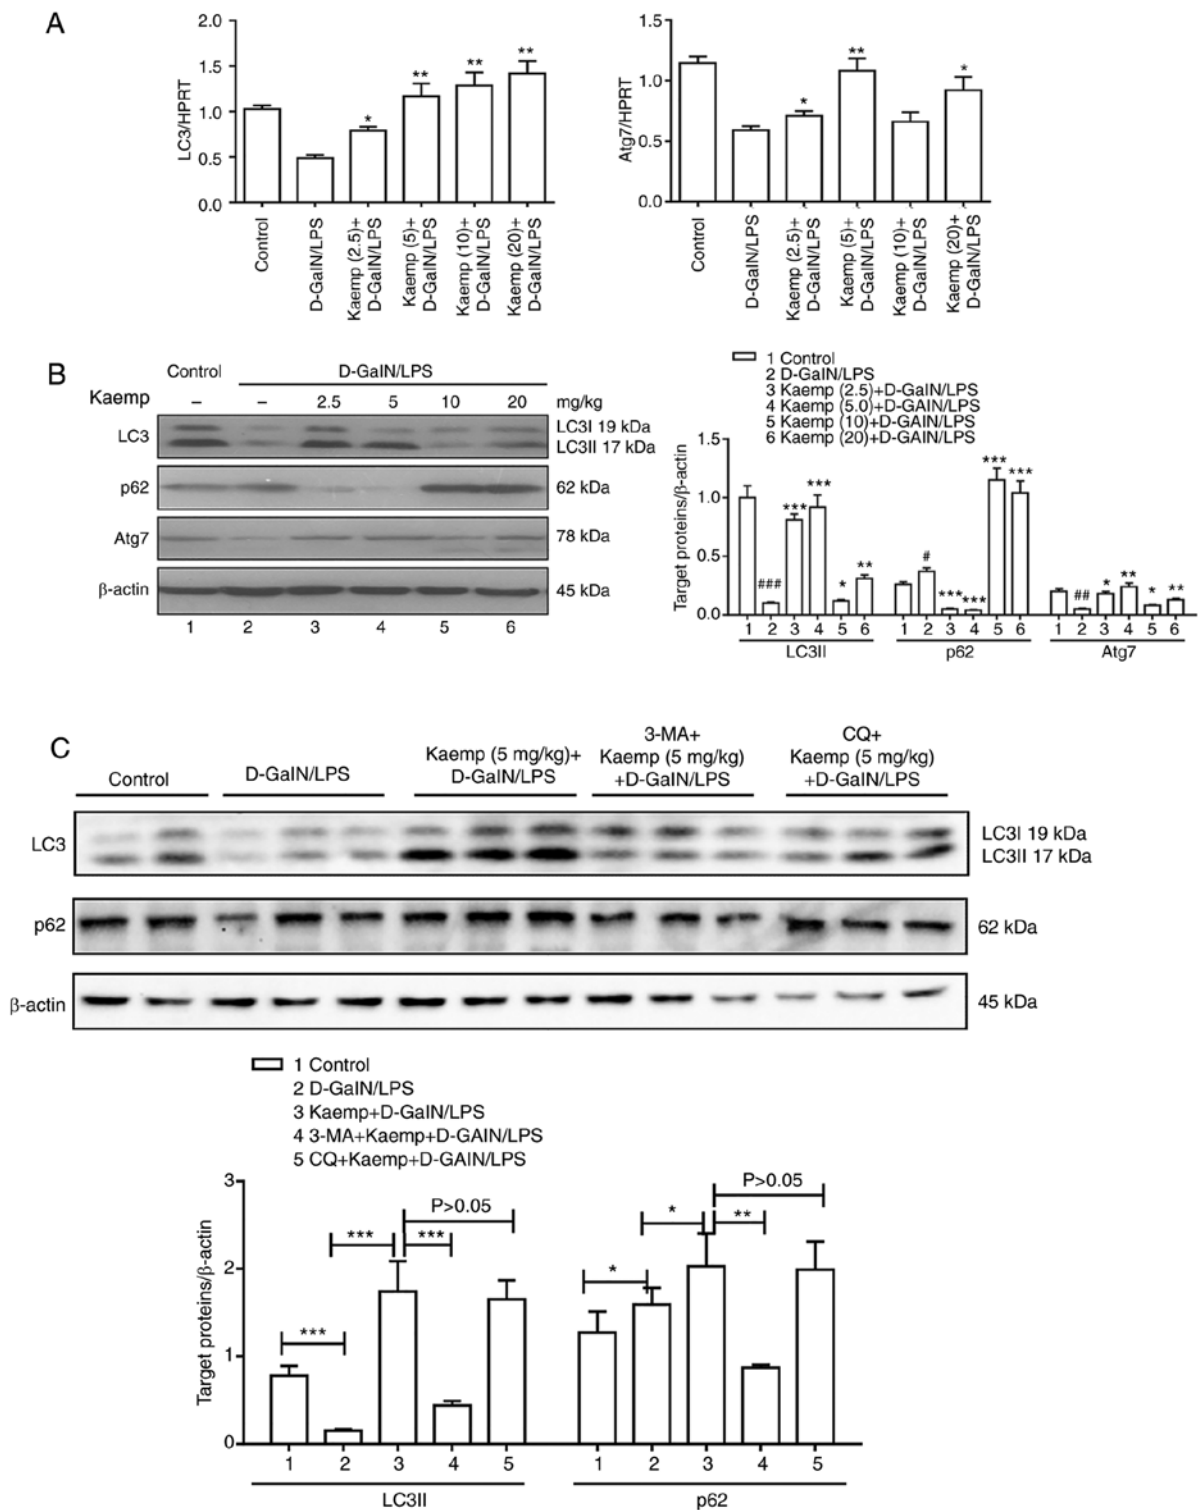 A
2.0
1.5
1.0
0.5
0.0
LC3/HPRT
*
**
**
**
Control
D-GalN/LPS
Kaemp (2.5)+
D-GalN/LPS
Kaemp (5)+
D-GalN/LPS
Kaemp (10)+
D-GalN/LPS
Kaemp (20)+
D-GalN/LPS
1.5
1.0
0.5
0.0
Atg7/HPRT
*
**
*
Control
D-GalN/LPS
Kaemp (2.5)+
D-GalN/LPS
Kaemp (5)+
D-GalN/LPS
Kaemp (10)+
D-GalN/LPS
Kaemp (20)+
D-GalN/LPS
B
Control D-GalN/LPS
Kaemp – – 2.5 5 10 20 mg/kg
LC3 LC3I 19 kDa
LC3II 17 kDa
p62 62 kDa
Atg7 78 kDa
β-actin 45 kDa
1 2 3 4 5 6
1 Control
2 D-GalN/LPS
3 Kaemp (2.5)+D-GalN/LPS
4 Kaemp (5.0)+D-GAlN/LPS
5 Kaemp (10)+D-GAlN/LPS
6 Kaemp (20)+D-GAlN/LPS
Target proteins/β-actin
1.5
1.0
0.5
0.0
### *** *** * **
# *** *** *** ***
## * ** * **
1 2 3 4 5 6 1 2 3 4 5 6 1 2 3 4 5 6
LC3II p62 Atg7
C
Control
D-GalN/LPS
Kaemp (5 mg/kg)+
D-GalN/LPS
3-MA+
Kaemp (5 mg/kg)
+D-GalN/LPS
CQ+
Kaemp (5 mg/kg)
+D-GalN/LPS
LC3 LC3I 19 kDa
LC3II 17 kDa
p62 62 kDa
β-actin 45 kDa
1 Control
2 D-GalN/LPS
3 Kaemp+D-GalN/LPS
4 3-MA+Kaemp+D-GAlN/LPS
5 CQ+Kaemp+D-GAlN/LPS
Target proteins/β-actin
3
2
1
0
P>0.05
*** ***
***
P>0.05
* **
*
1 2 3 4 5 1 2 3 4 5
LC3II p62